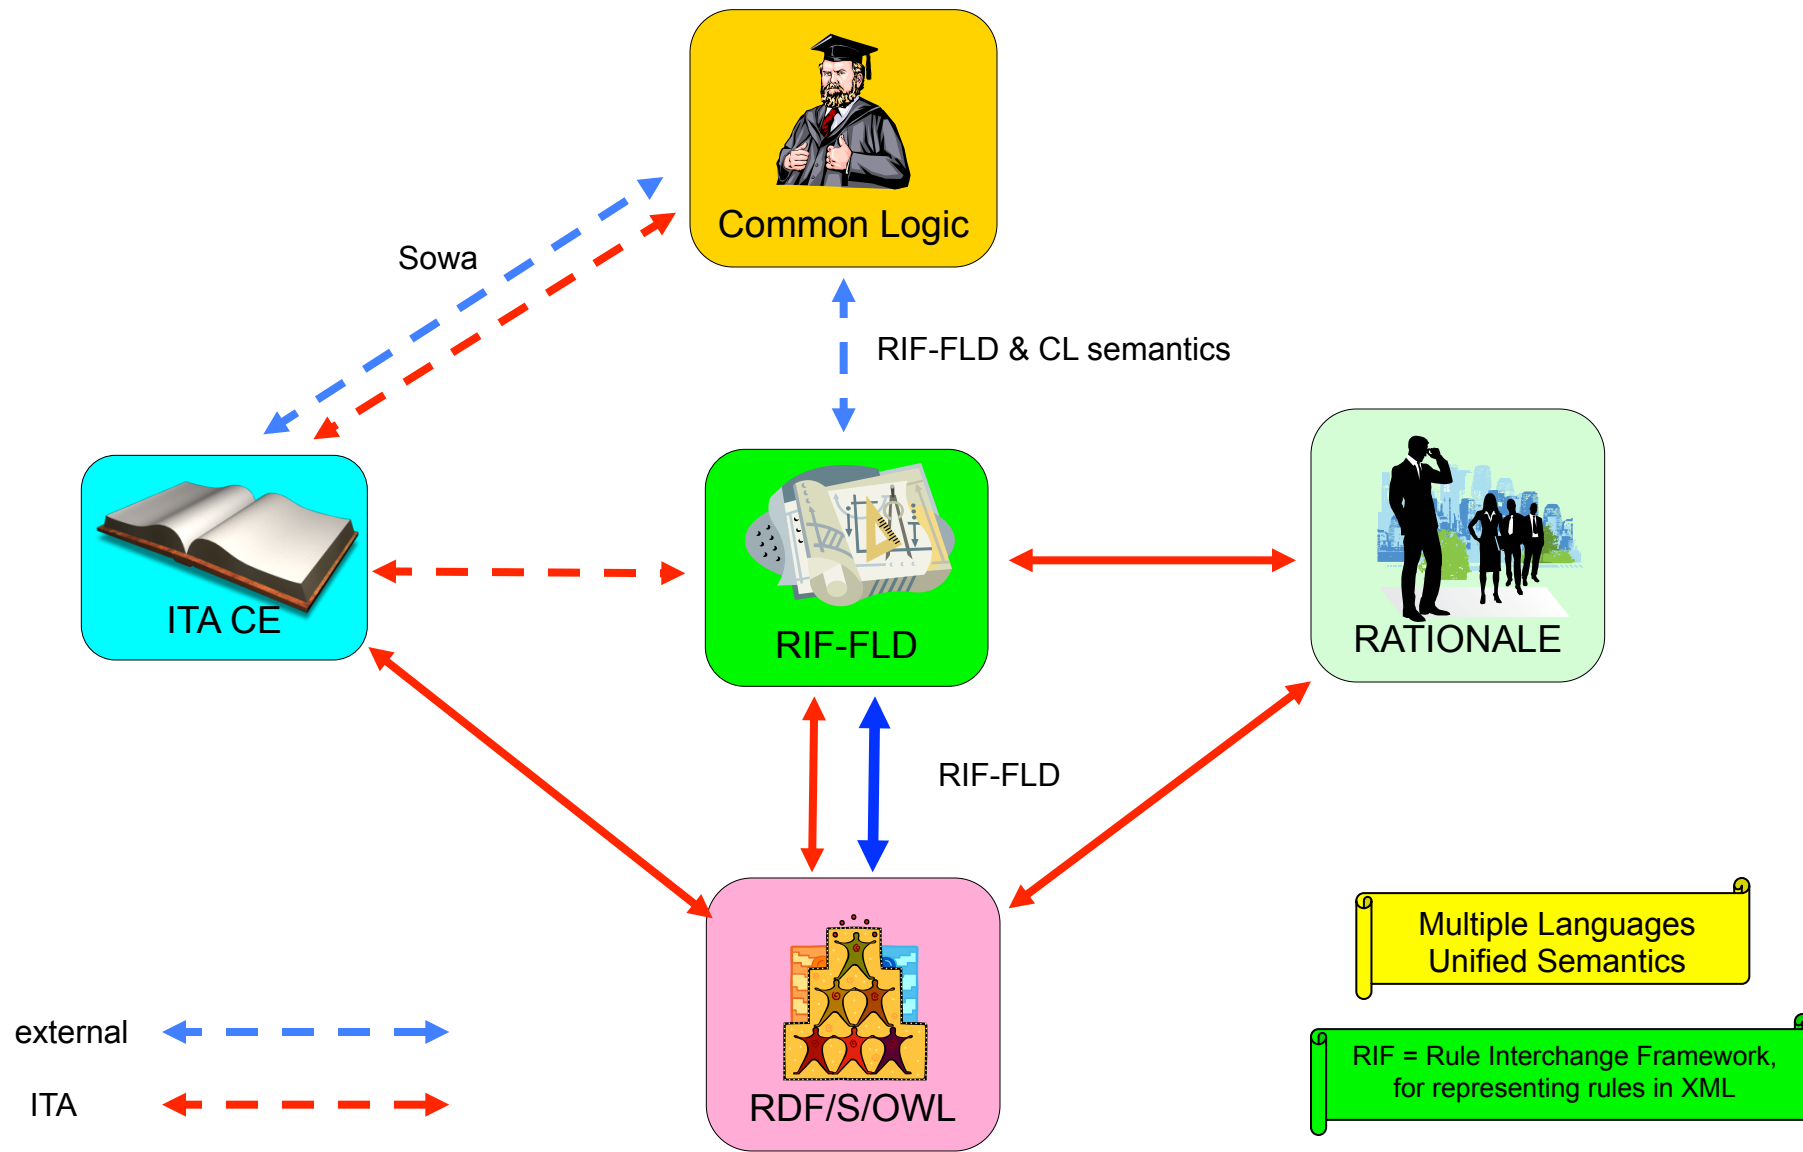 Common Logic
Sowa
RIF-FLD & CL semantics
ITA CE
RIF-FLD
RATIONALE
RIF-FLD
RDF/S/OWL
Multiple Languages
Unified Semantics
external
ITA
RIF = Rule Interchange Framework,
for representing rules in XML